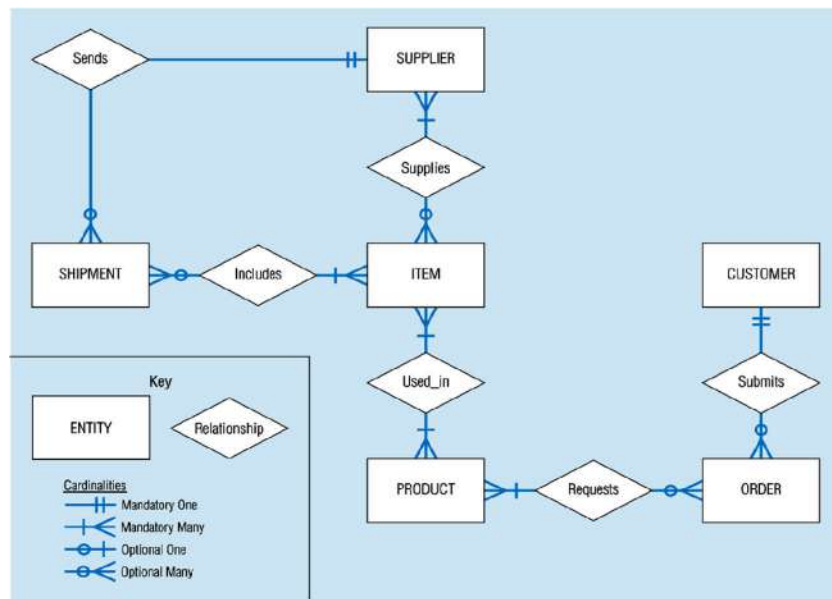 Sends
SUPPLIER
Supplies
SHIPMENT
Includes
ITEM
CUSTOMER
Used_in
Submits
PRODUCT
Requests
ORDER
Key
ENTITY
Relationship
Cardinalities
Mandatory One
Mandatory Many
Optional One
Optional Many